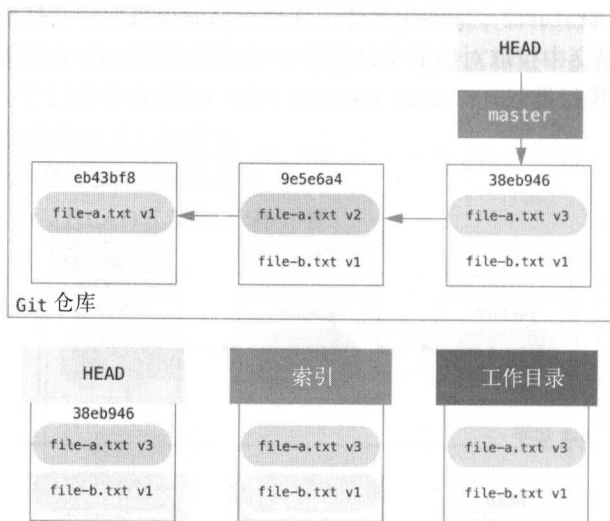 HEAD
master
eb43bf8
9e5e6a4
38eb946
file-a.txt v1
file-a.txt v2
file-a.txt v3
file-b.txt v1
file-b.txt v1
Git 仓库
HEAD
索引
工作目录
38eb946
file-a.txt v3
file-a.txt v3
file-a.txt v3
file-b.txt v1
file-b.txt v1
file-b.txt v1